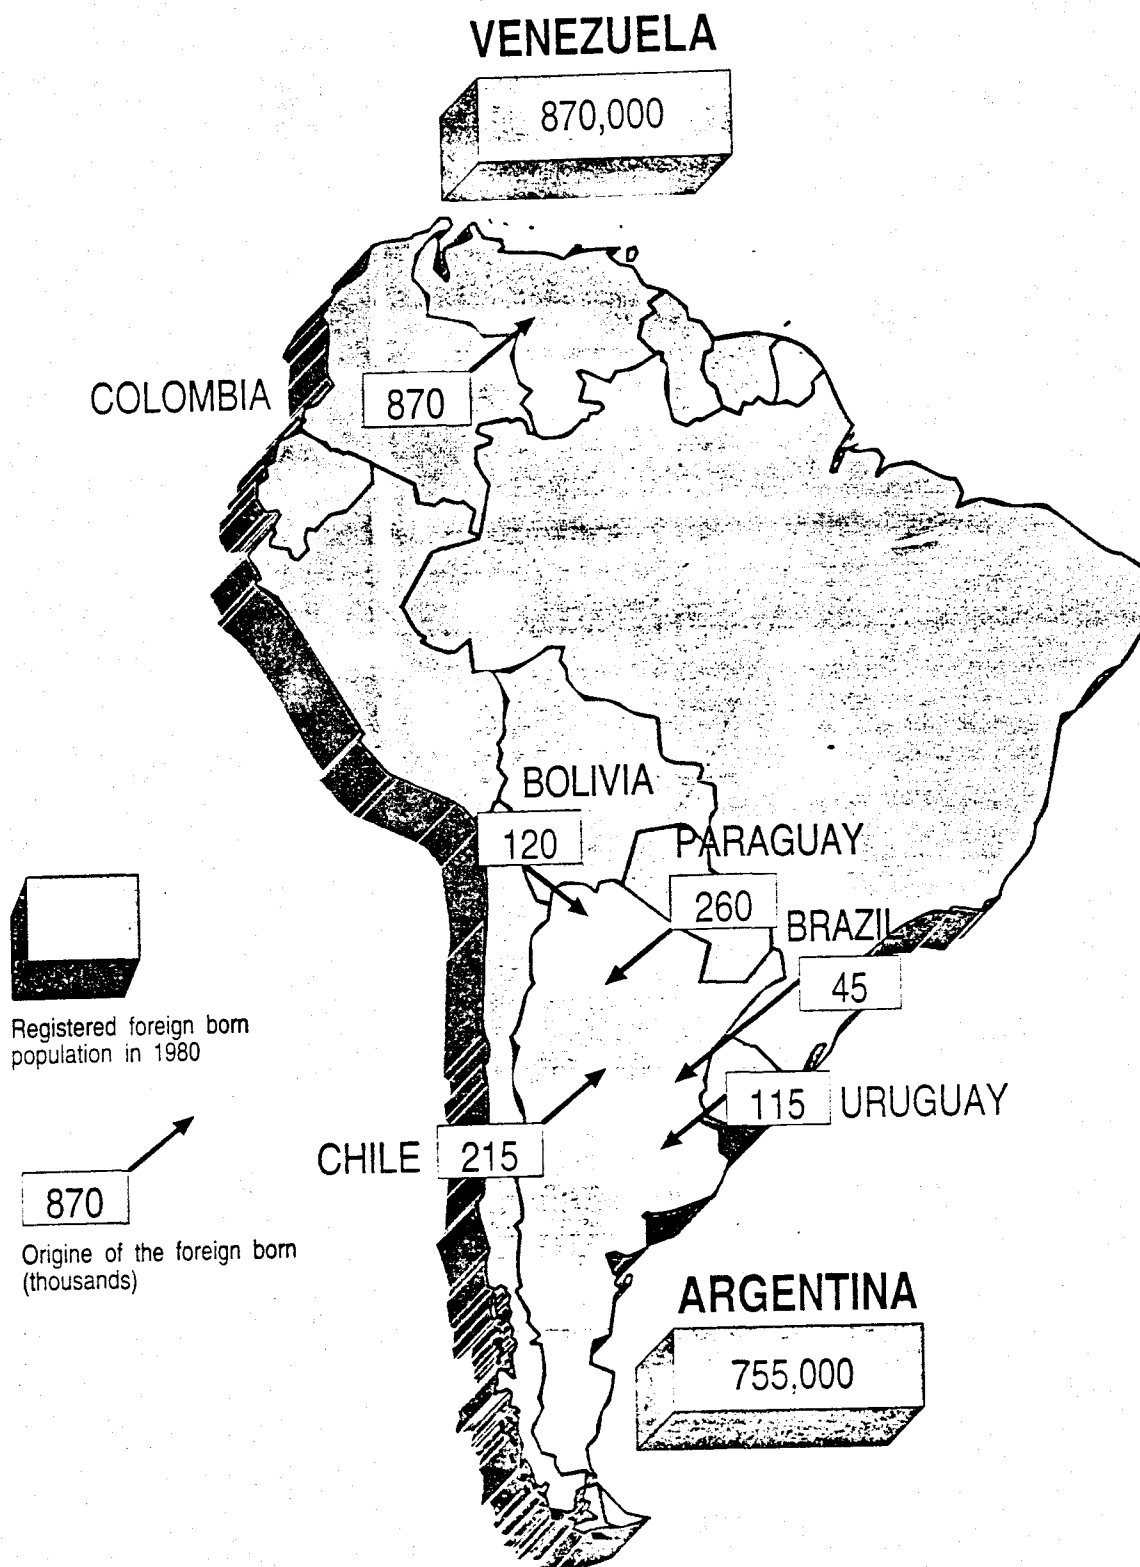 VENEZUELA
870,000
COLOMBIA
870
BOLIVIA
120
PARAGUAY
260
BRAZIL
45
115 URUGUAY
CHILE 215
Registered foreign born
population in 1980
870
Origine of the foreign born
(thousands)
ARGENTINA
755,000